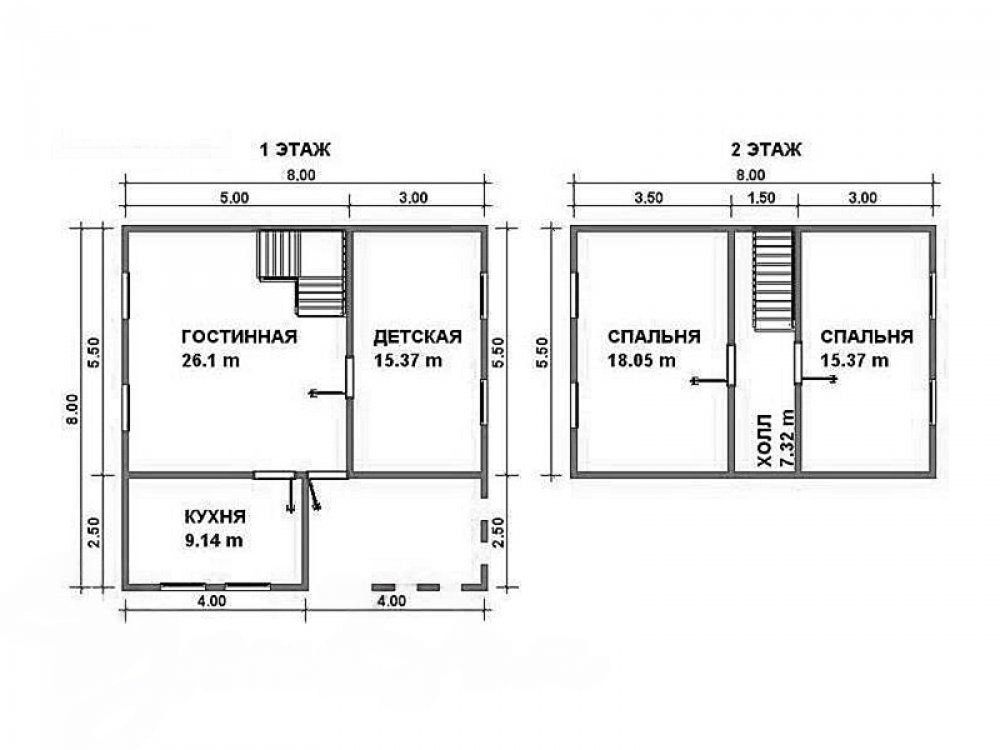 1 ЭТАЖ
8.00
5.00
3.00
5.50
8.00
2.50
ГОСТИННАЯ
26.1 m
ДЕТСКАЯ
15.37 m
5.50
КУХНЯ
9.14 m
2.50
4.00
4.00
2 ЭТАЖ
8.00
3.50
1.50
3.00
5.50
СПАЛЬНЯ
18.05 m
ХОЛЛ
7.32 m
СПАЛЬНЯ
15.37 m